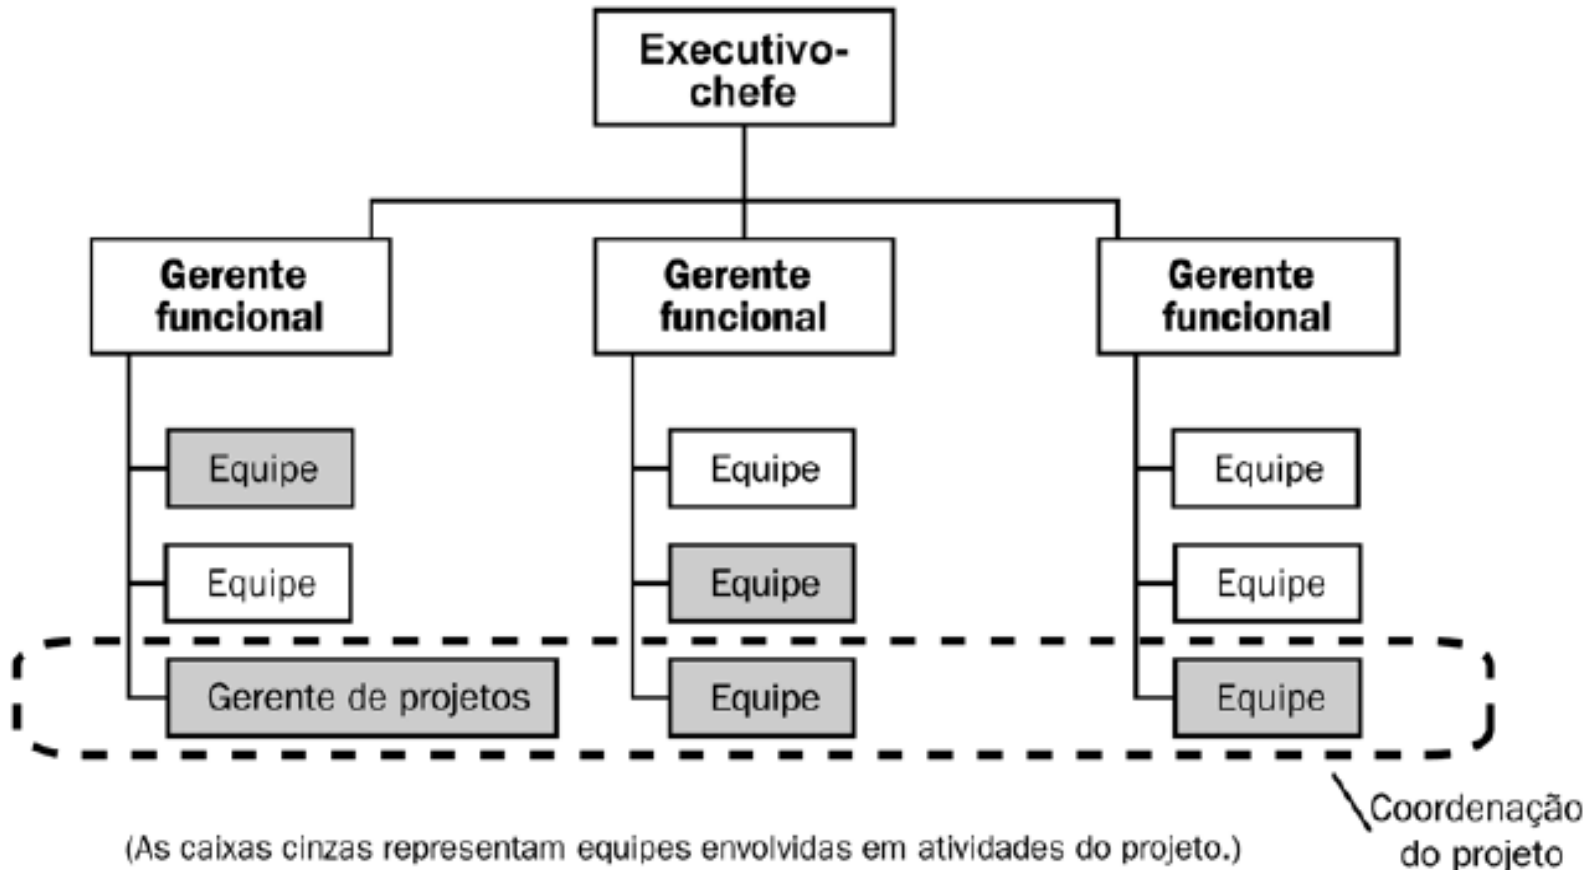 Executivo-
chefe
Gerente
funcional
Gerente
funcional
Gerente
funcional
Equipe
Equipe
Equipe
Equipe
Equipe
Equipe
Gerente de projetos
Equipe
Equipe
Coordenação
do projeto
(As caixas cinzas representam equipes envolvidas em atividades do projeto.)